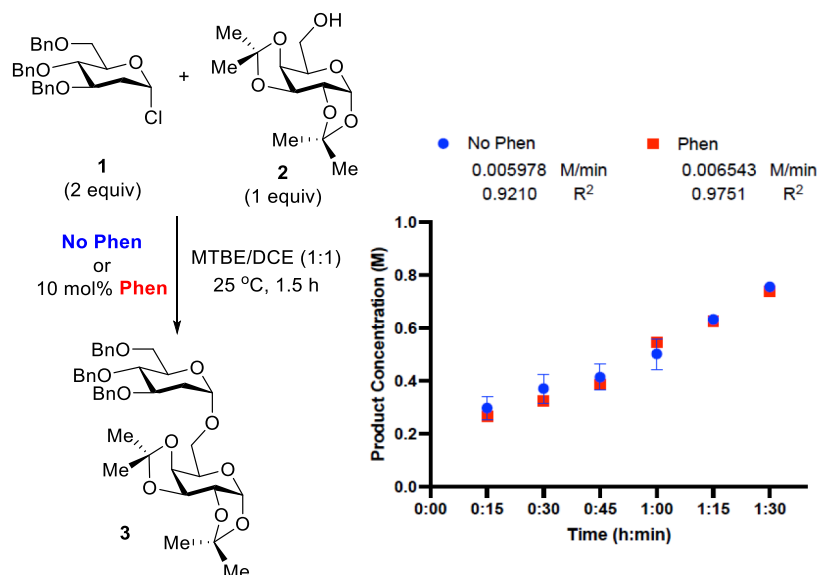 BnO
BnO
BnO
O
Cl
1
(2 equiv)
+
OH
Me
Me
O
O
O
O
O
Me
Me
2
(1 equiv)
No Phen
or
10 mol% Phen
MTBE/DCE (1:1)
25 °C, 1.5 h
BnO
BnO
BnO
O
O
Me
Me
O
O
O
O
O
Me
Me
3
No Phen
0.005978 M/min
0.9210 R²
Phen
0.006543 M/min
0.9751 R²
Product Concentration (M)
1.0
0.8
0.6
0.4
0.2
0.0
0:00 0:15 0:30 0:45 1:00 1:15 1:30
Time (h:min)